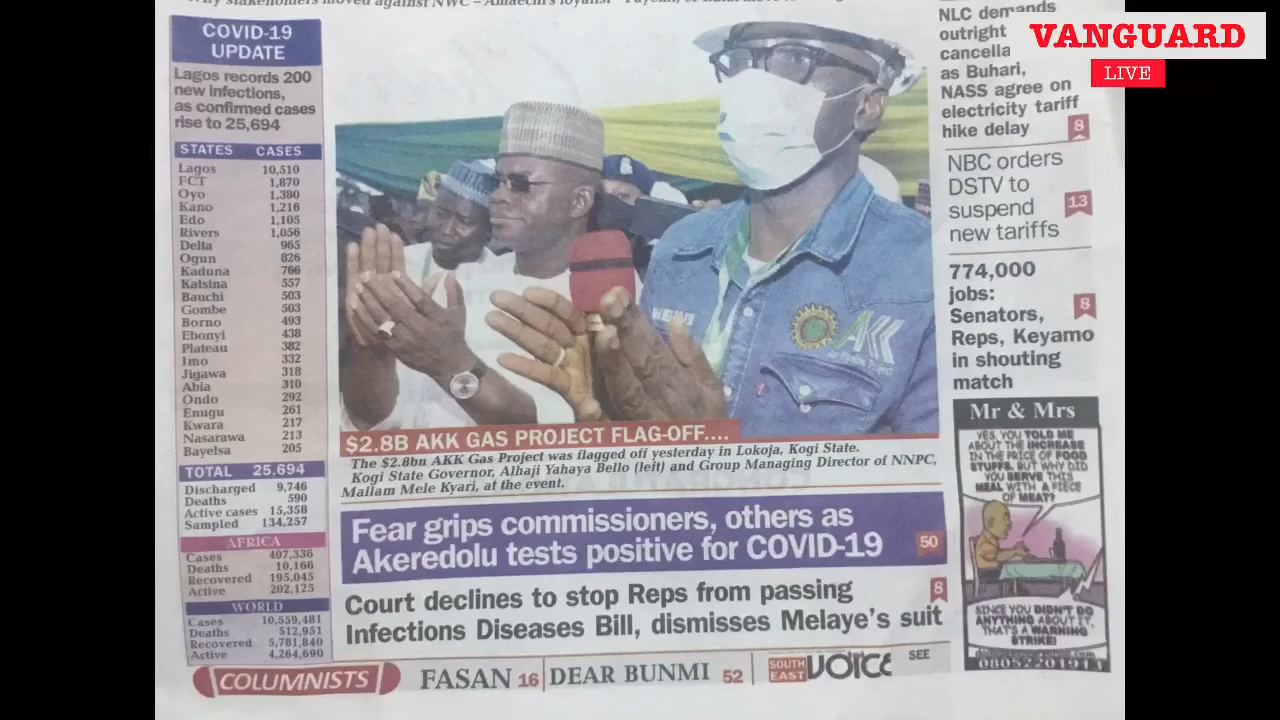 COVID-19
UPDATE
Lagos records 200
new infections,
as confirmed cases
rise to 25,694
STATES CASES
Lagos 10,510
FCT 1,870
Oyo 1,380
Kano 1,216
Edo 1,105
Rivers 1,056
Delta 965
Ogun 826
Kaduna 766
Katsina 557
Bauchi 503
Gombe 503
Borno 493
Ebonyi 438
Plateau 382
Imo 332
Jigawa 318
Abia 310
Ondo 292
Enugu 261
Kwara 217
Nasarawa 213
Bayelsa 205
TOTAL 25,694
Discharged 9,746
Deaths 590
Active cases 15,358
Sampled 134,257
AFRICA
Cases 407,336
Deaths 10,166
Recovered 195,045
Active 202,125
WORLD
Cases 10,559,481
Deaths 512,951
Recovered 5,781,840
Active 4,264,690
$2.8B AKK GAS PROJECT FLAG-OFF....
The $2.8bn AKK Gas Project was flagged off yesterday in Lokoja, Kogi State.
Kogi State Governor, Alhaji Yahaya Bello (left) and Group Managing Director of NNPC,
Mallam Mele Kyari, at the event.
Fear grips commissioners, others as
Akeredolu tests positive for COVID-19 50
Court declines to stop Reps from passing 8
Infections Diseases Bill, dismisses Melaye's suit
NLC demands
outright
cancella
as Buhari,
NASS agree on
electricity tariff
hike delay 8
NBC orders
DSTV to
suspend 13
new tariffs
774,000
jobs: 8
Senators,
Reps, Keyamo
in shouting
match
Mr & Mrs
YES, YOU TOLD ME
ABOUT THE INCREASE
IN THE PRICE OF FOOD
STUFFS. BUT WHY DID
YOU SERVE THIS
MEAL WITH A PIECE
OF MEAT?
SINCE YOU DIDN'T DO
ANYTHING ABOUT IT,
THAT'S A WARNING
STRIKE!
COLUMNISTS FASAN 16 DEAR BUNMI 52 SOUTH EAST VOICE SEE
VANGUARD
LIVE
AKK